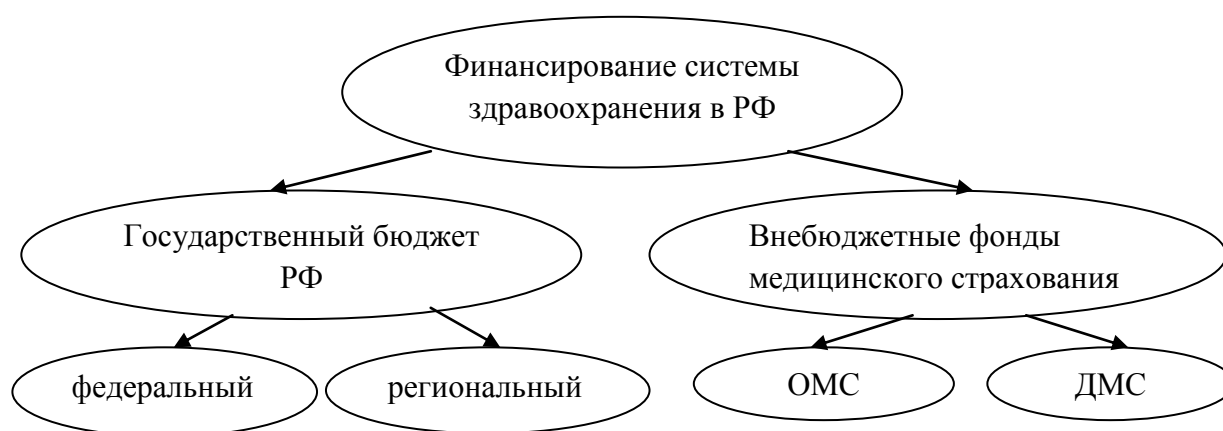 Финансирование системы
здравоохранения в РФ
Государственный бюджет
РФ
Внебюджетные фонды
медицинского страхования
федеральный
региональный
ОМС
ДМС